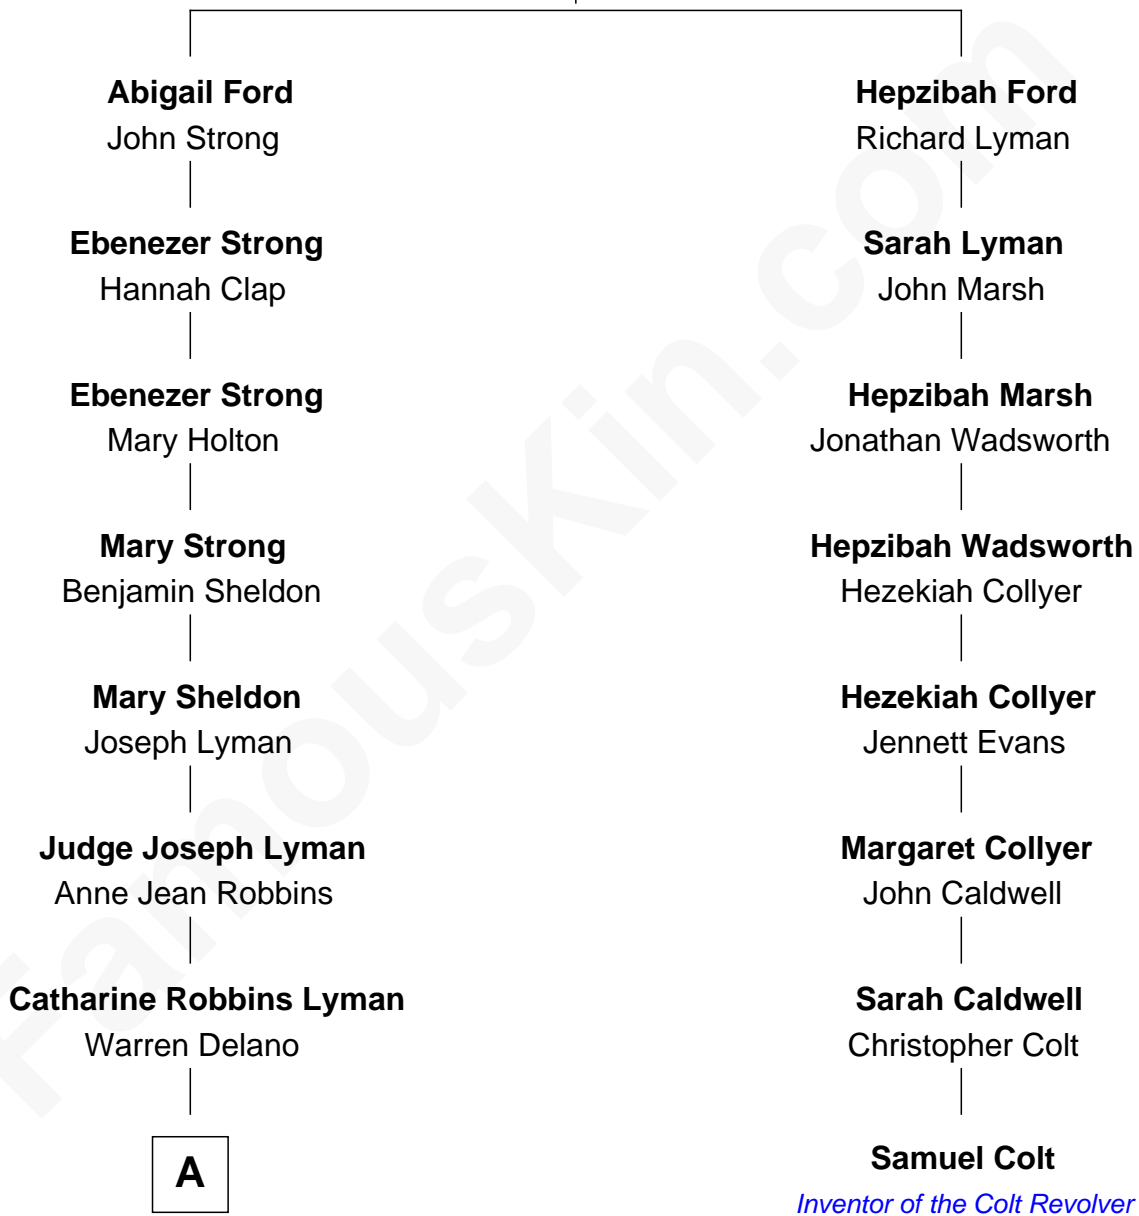 Abigail Ford
John Strong
Ebenezer Strong
Hannah Clap
Ebenezer Strong
Mary Holton
Mary Strong
Benjamin Sheldon
Mary Sheldon
Joseph Lyman
Judge Joseph Lyman
Anne Jean Robbins
Catharine Robbins Lyman
Warren Delano
A
Hepzibah Ford
Richard Lyman
Sarah Lyman
John Marsh
Hepzibah Marsh
Jonathan Wadsworth
Hepzibah Wadsworth
Hezekiah Collyer
Hezekiah Collyer
Jennett Evans
Margaret Collyer
John Caldwell
Sarah Caldwell
Christopher Colt
Samuel Colt
Inventor of the Colt Revolver
FamousKin.com